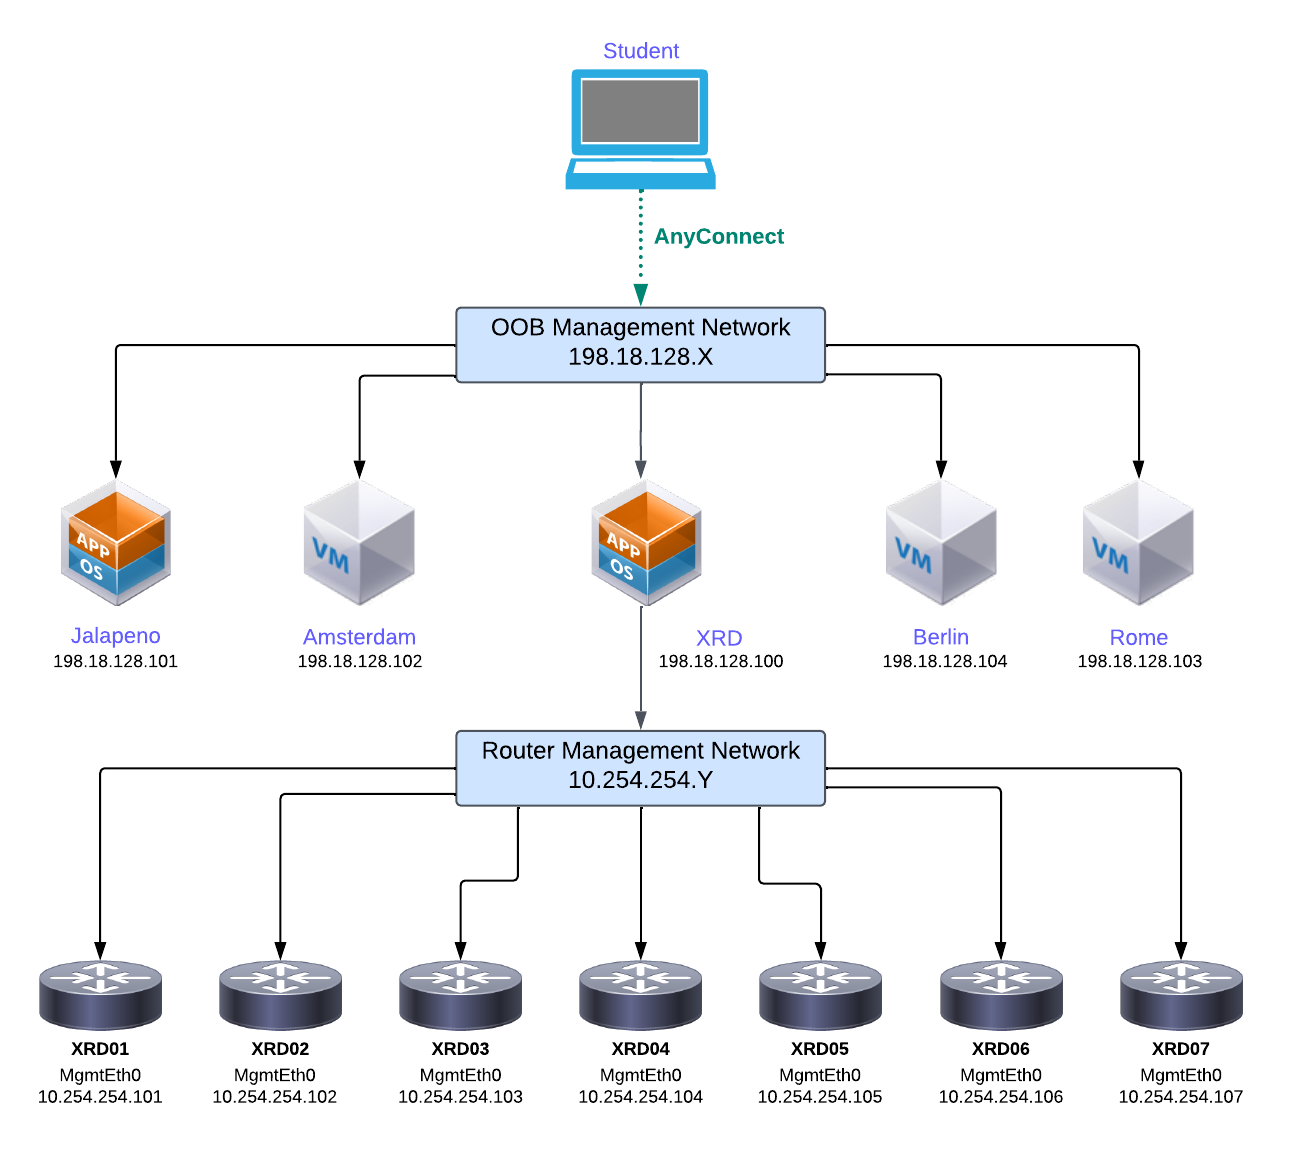 Student
AnyConnect
OOB Management Network
198.18.128.X
APP
OS
VM
APP
OS
VM
VM
Jalapeno
198.18.128.101
Amsterdam
198.18.128.102
XRD
198.18.128.100
Berlin
198.18.128.104
Rome
198.18.128.103
Router Management Network
10.254.254.Y
XRD01
MgmtEth0
10.254.254.101
XRD02
MgmtEth0
10.254.254.102
XRD03
MgmtEth0
10.254.254.103
XRD04
MgmtEth0
10.254.254.104
XRD05
MgmtEth0
10.254.254.105
XRD06
MgmtEth0
10.254.254.106
XRD07
MgmtEth0
10.254.254.107